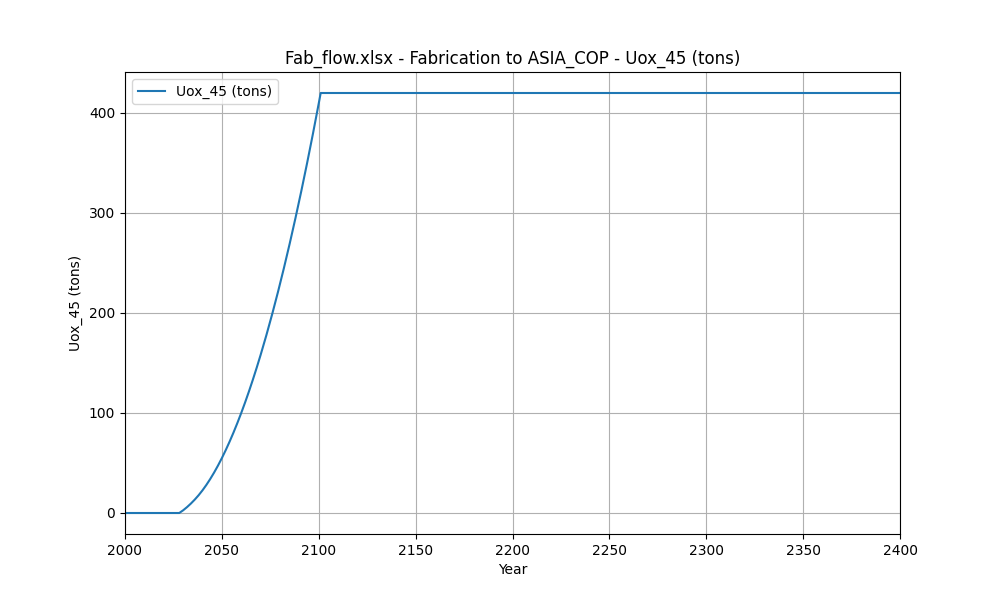 Fab_flow.xlsx - Fabrication to ASIA_COP - Uox_45 (tons)
Uox_45 (tons)
400
300
200
100
0
Uox_45 (tons)
2000 2050 2100 2150 2200 2250 2300 2350 2400
Year